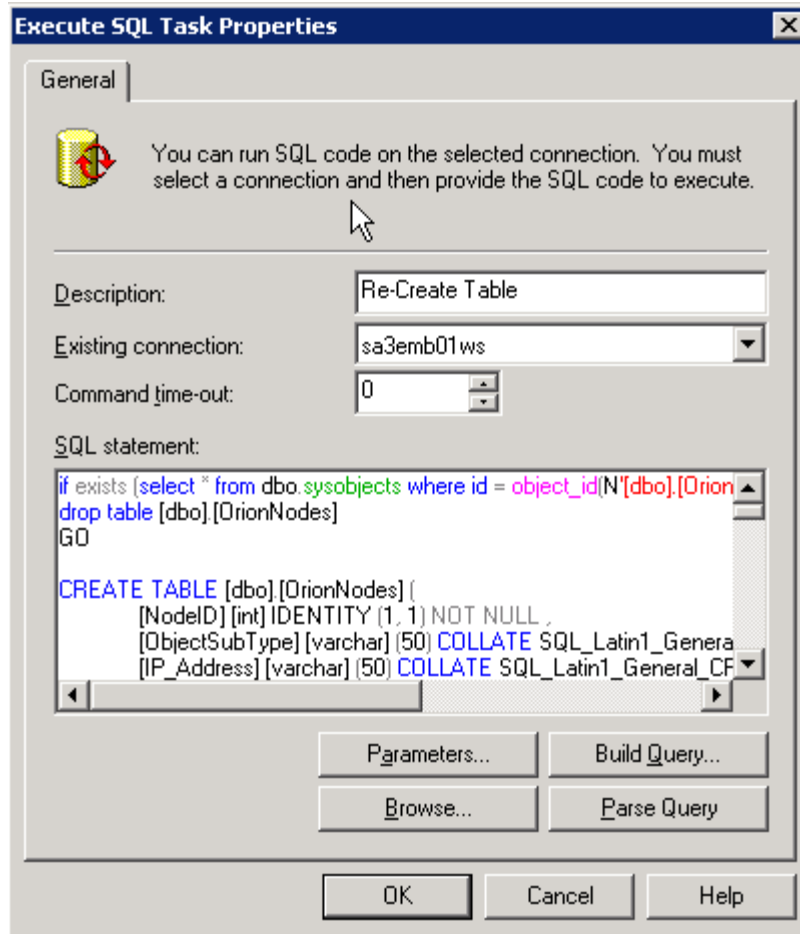 Execute SQL Task Properties
General
You can run SQL code on the selected connection. You must
select a connection and then provide the SQL code to execute.
Description:
Re-Create Table
Existing connection:
sa3emb01ws
Command time-out:
0
SQL statement:
if exists (select * from dbo.sysobjects where id = object_id(N'[dbo].[Orion
drop table [dbo].[OrionNodes]
GO
CREATE TABLE [dbo].[OrionNodes] (
[NodeID] [int] IDENTITY (1, 1) NOT NULL ,
[ObjectSubType] [varchar] (50) COLLATE SQL_Latin1_Genera
[IP_Address] [varchar] (50) COLLATE SQL_Latin1_General_CP
Parameters...
Build Query...
Browse...
Parse Query
OK
Cancel
Help